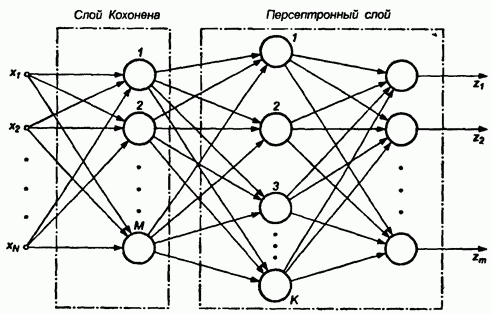 Слой Кохонена
Персептронный слой
x1
x2
xN
1
2
M
1
2
3
K
z1
z2
zm